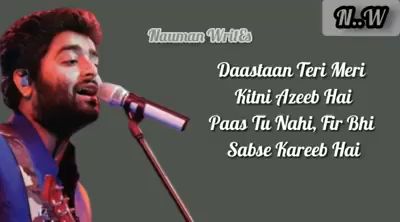 Nauman WritEs
N..W
Daastaan Teri Meri
Kitni Azeeb Hai
Paas Tu Nahi, Fir Bhi
Sabse Kareeb Hai